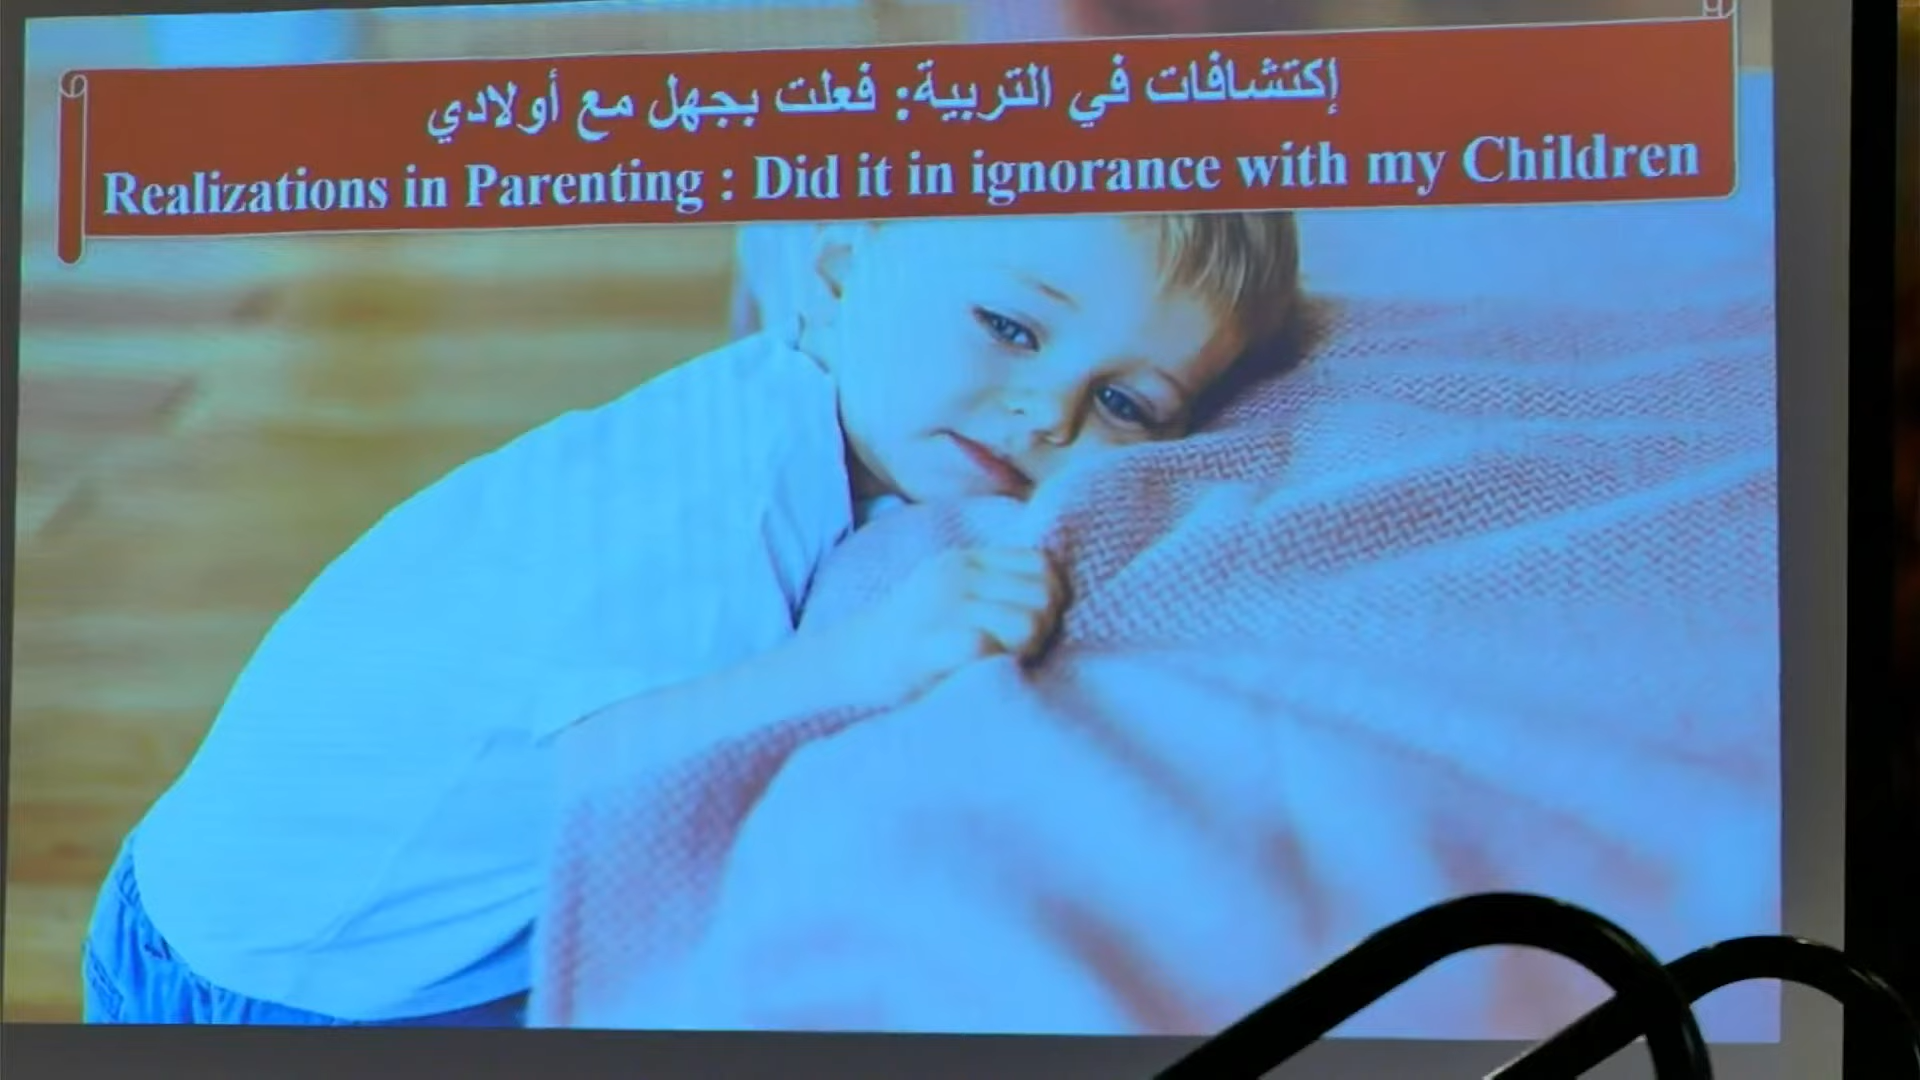 إكتشافات في التربية: فعلت بجهل مع أولادي
Realizations in Parenting : Did it in ignorance with my Children